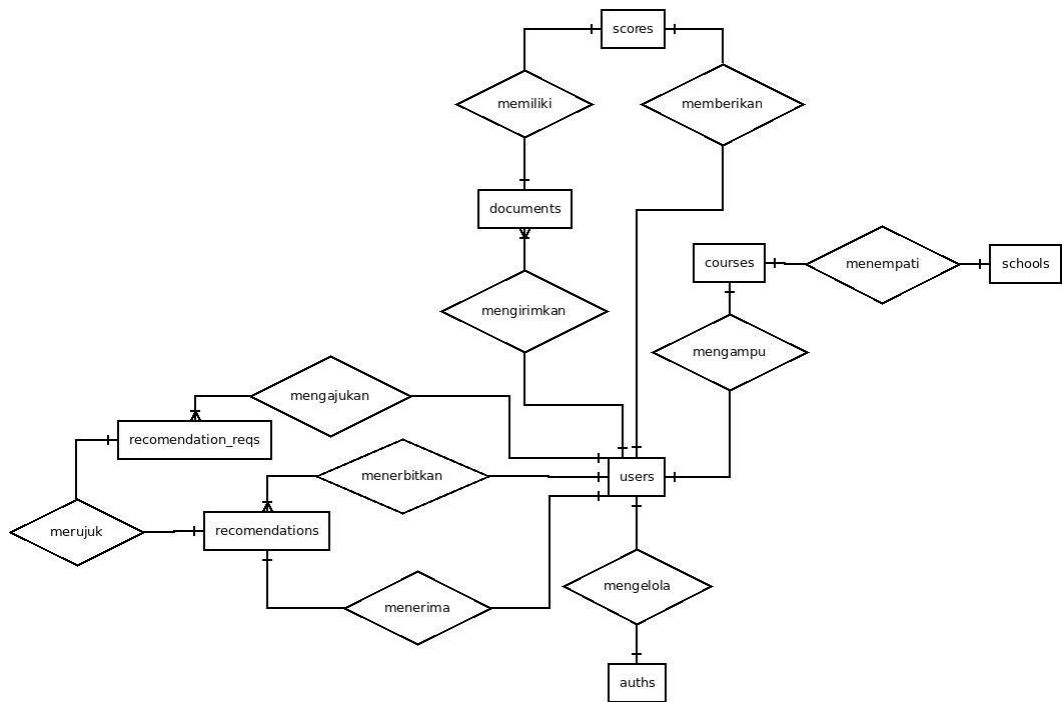 scores
memiliki
memberikan
documents
courses
menempati
schools
mengirimkan
mengampu
mengajukan
recomendation_reqs
menerbitkan
users
merujuk
recomendations
mengelola
menerima
auths